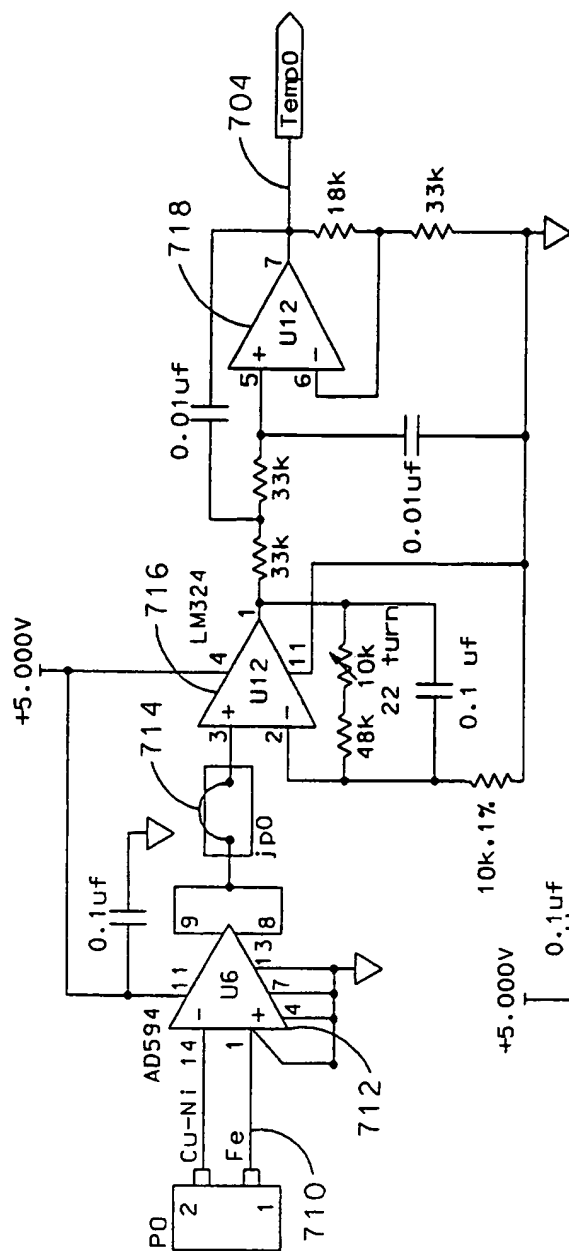 +5.000V
0.1uf
714
716
LM324
0.01uf
718
704
AD594
11
9
8
13
7
4
U6
−
+
14
1
jp0
3
2
+
−
4
1
11
U12
33k
33k
5
6
+
−
7
U12
Temp0
P0
2
1
Cu-Ni
Fe
710
712
48k
10k
22 turn
0.1 uf
10k.1%
0.01uf
18k
33k
+5.000V
0.1uf